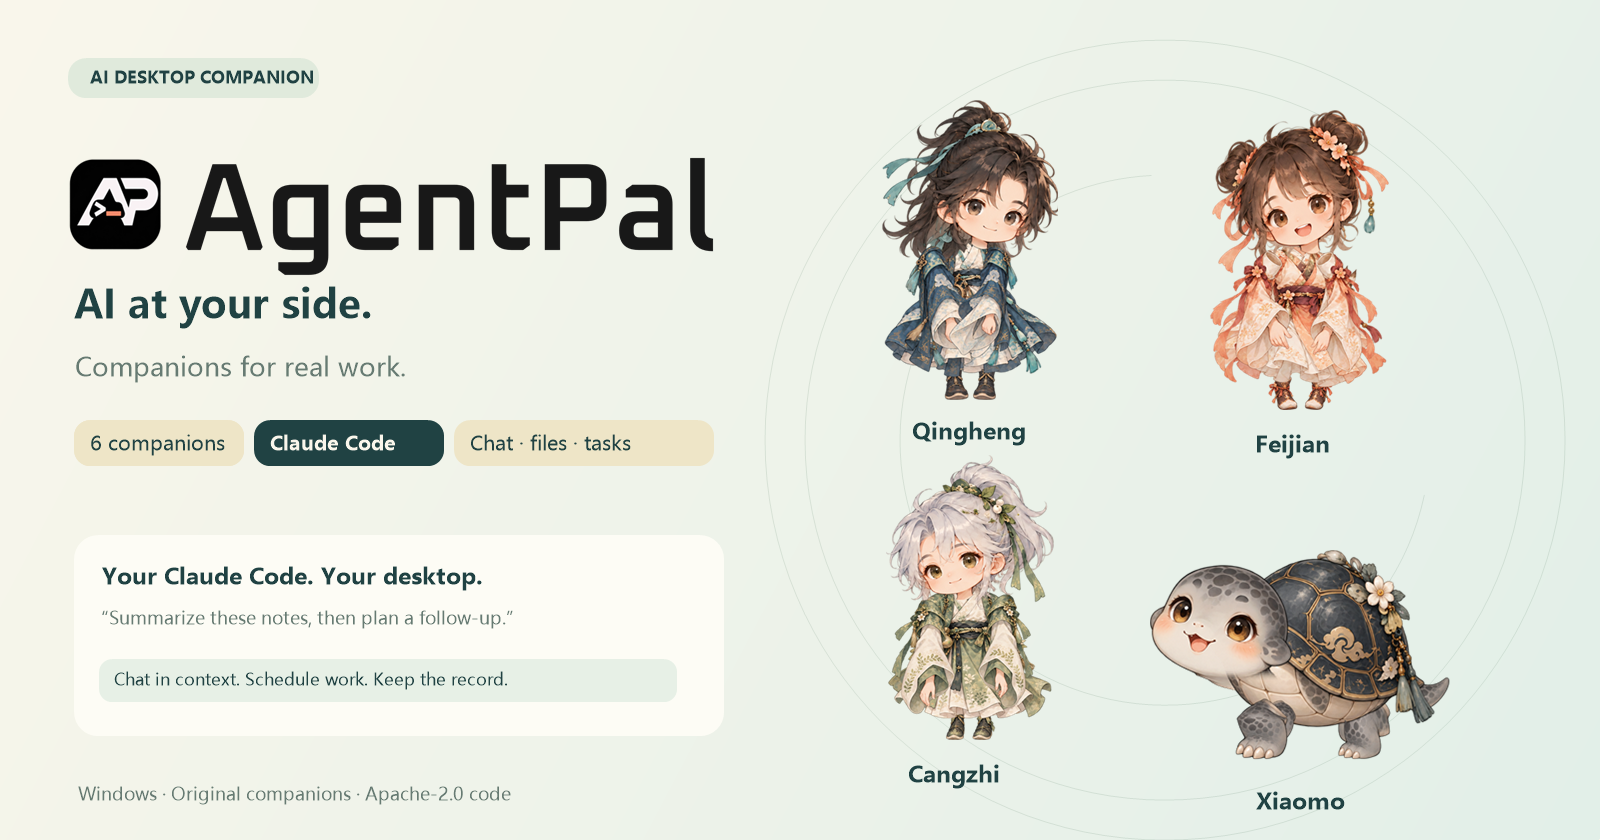 AI DESKTOP COMPANION
AP
AgentPal
AI at your side.
Companions for real work.
6 companions
Claude Code
Chat · files · tasks
Your Claude Code. Your desktop.
“Summarize these notes, then plan a follow-up.”
Chat in context. Schedule work. Keep the record.
Windows · Original companions · Apache-2.0 code
Qingheng
Feijian
Cangzhi
Xiaomo